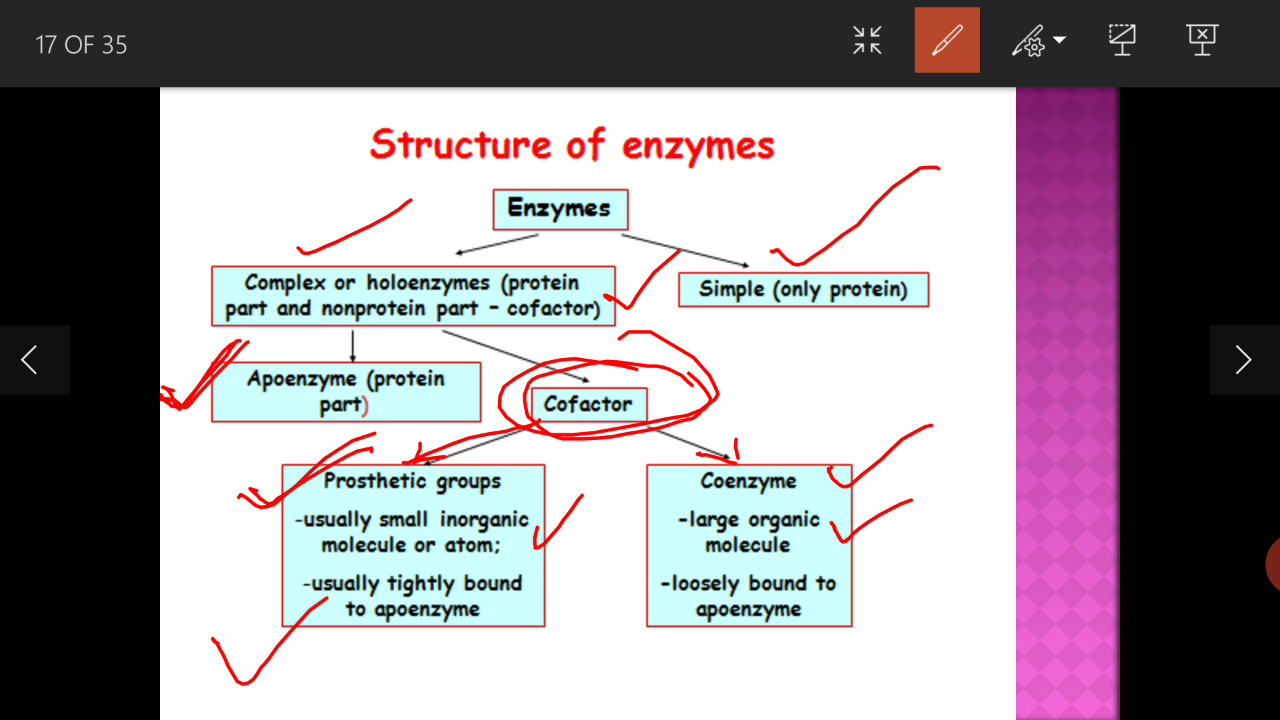 17 OF 35
Structure of enzymes
Enzymes
Complex or holoenzymes (protein
part and nonprotein part – cofactor)
Simple (only protein)
Apoenzyme (protein
part)
Cofactor
Prosthetic groups
-usually small inorganic
molecule or atom;
-usually tightly bound
to apoenzyme
Coenzyme
-large organic
molecule
-loosely bound to
apoenzyme